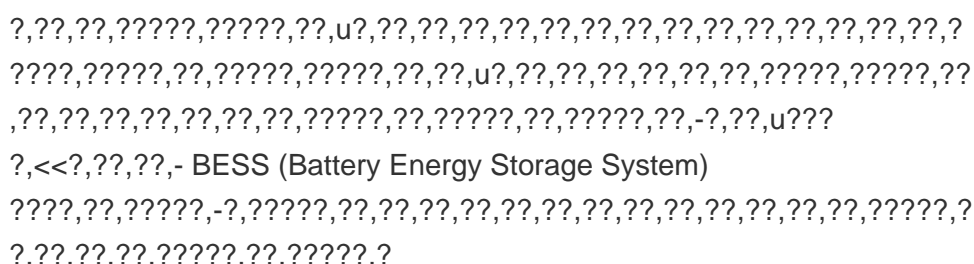 ?,??,??,?????,?????,??,u?,??,??,??,??,??,??,??,??,??,??,??,??,??,??,?
????,?????,??,?????,?????,??,??,u?,??,??,??,??,??,??,?????,?????,??
,??,??,??,??,??,??,??,?????,??,?????,??,?????,??,-?,??,u???
?,<<?,??,??,- BESS (Battery Energy Storage System)
????,??,?????,-?,?????,??,??,??,??,??,??,??,??,??,??,??,??,??,?????,?
?,??,??,??,?????,??,?????,?